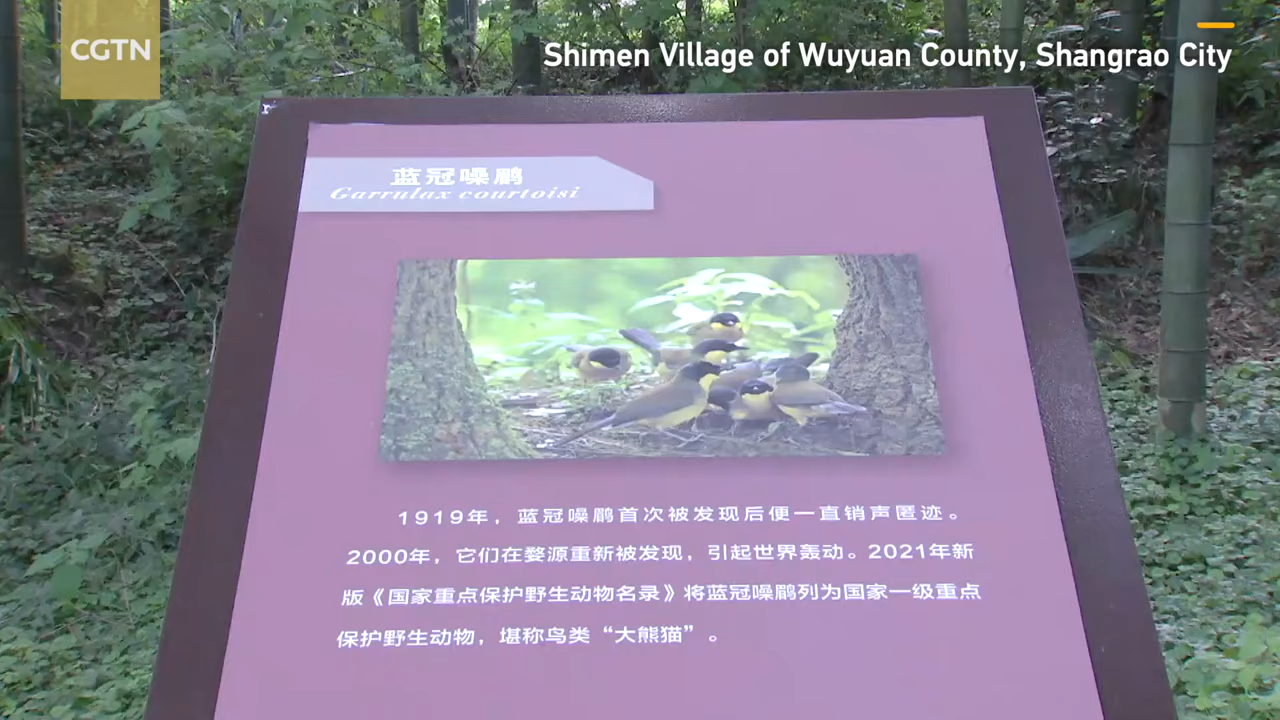 CGTN
Shimen Village of Wuyuan County, Shangrao City
蓝冠噪鹛
Garrulax courtoisi
1919年，蓝冠噪鹛首次被发现后便一直销声匿迹。
2000年，它们在婺源重新被发现，引起世界轰动。2021年新
版《国家重点保护野生动物名录》将蓝冠噪鹛列为国家一级重点
保护野生动物，堪称鸟类“大熊猫”。